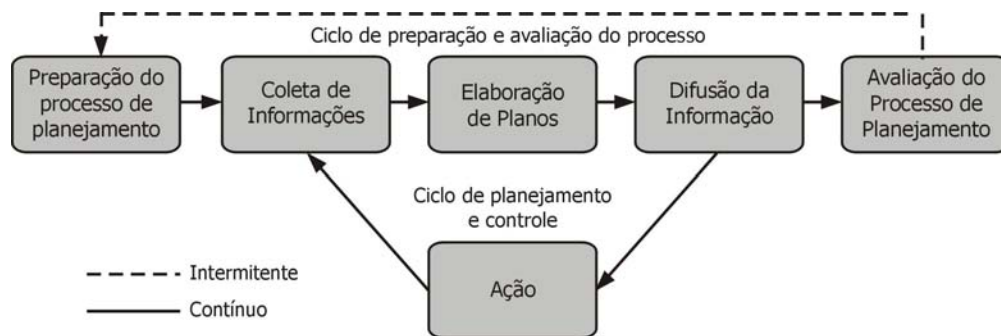 Ciclo de preparação e avaliação do processo
Preparação do
processo de
planejamento
Coleta de
Informações
Elaboração
de Planos
Difusão da
Informação
Avaliação do
Processo de
Planejamento
Ciclo de planejamento
e controle
Ação
Intermitente
Contínuo